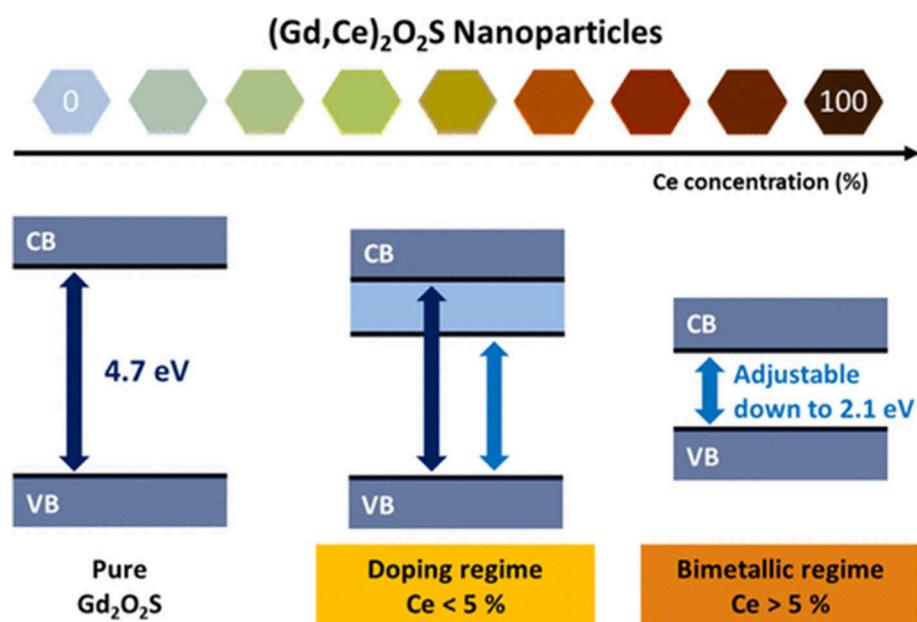 (Gd,Ce)₂O₂S Nanoparticles
0
100
Ce concentration (%)
CB
4.7 eV
VB
Pure
Gd₂O₂S
CB
VB
Doping regime
Ce < 5 %
CB
Adjustable
down to 2.1 eV
VB
Bimetallic regime
Ce > 5 %